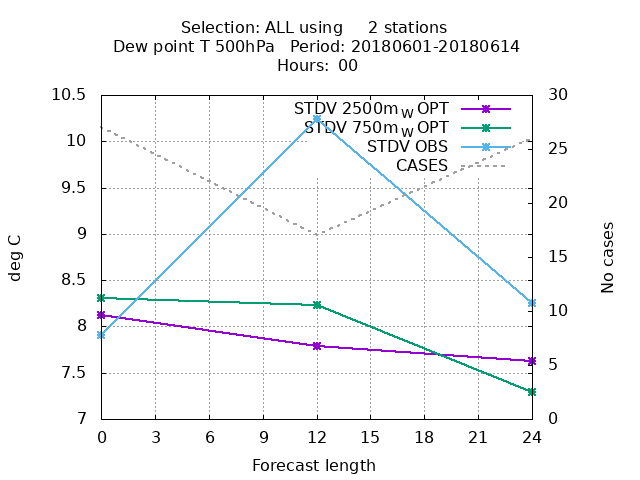 Selection: ALL using 2 stations
Dew point T 500hPa Period: 20180601-20180614
Hours: 00
STDV 2500m W OPT
STDV 750m W OPT
STDV OBS
CASES
10.5
10
9.5
9
8.5
8
7.5
7
30
25
20
15
10
5
0
deg C
No cases
0 3 6 9 12 15 18 21 24
Forecast length